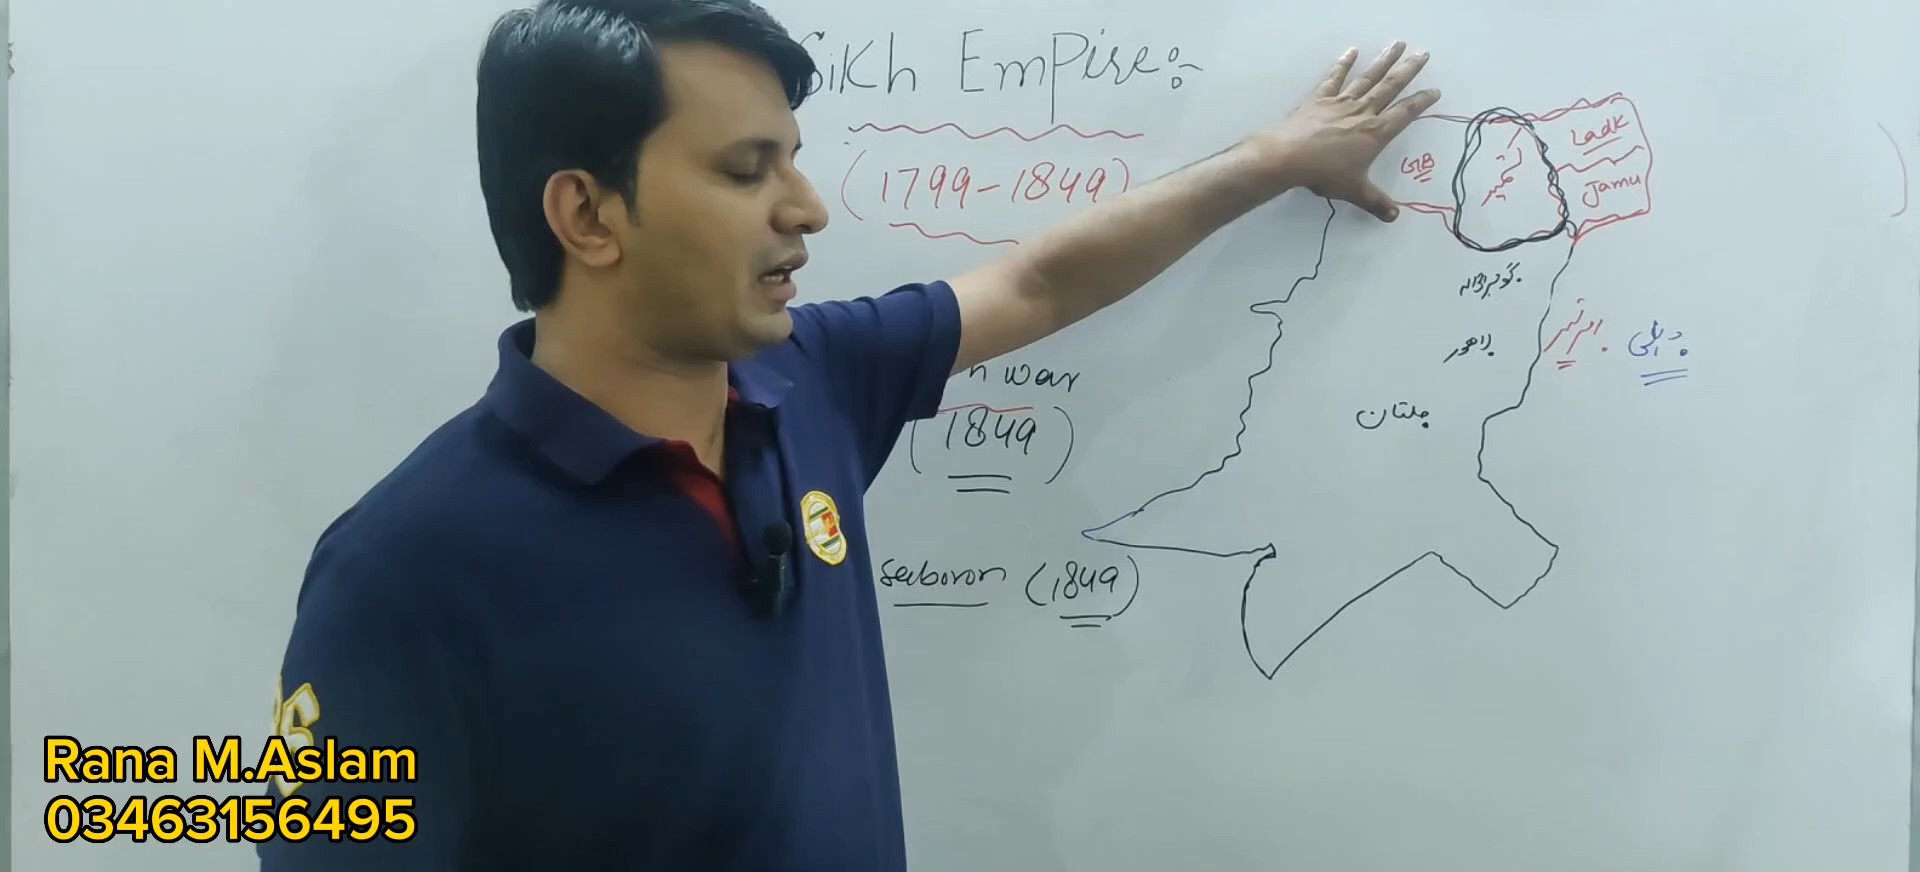 Sikh Empire:-
(1799-1849)
Ladk
GB
کشمیر
Jamu
گوجرانوالہ
لاہور
امرتسر
دہلی
war
ملتان
(1849)
(1849)
Rana M.Aslam
03463156495